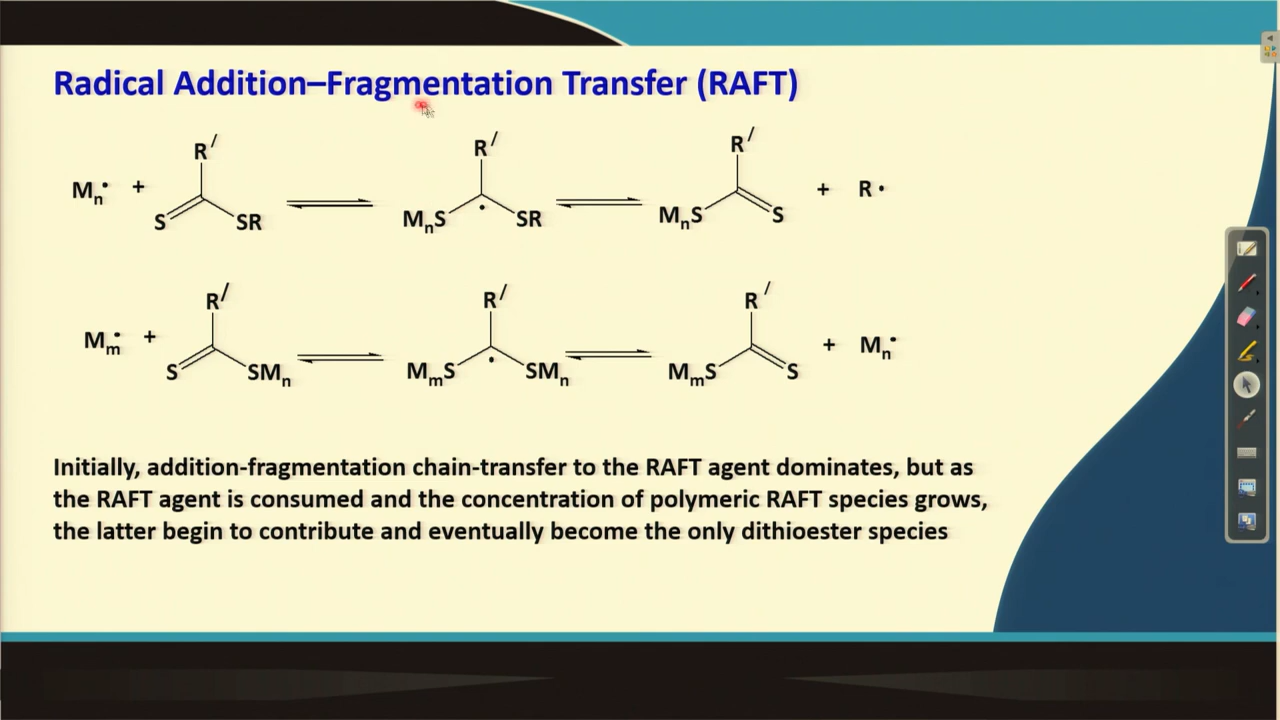 Radical Addition–Fragmentation Transfer (RAFT)
R/ R/ R/
Mn• + S SR MnS • SR MnS S + R•
R/ R/ R/
Mm• + S SMn MmS • SMn MmS S + Mn•
Initially, addition-fragmentation chain-transfer to the RAFT agent dominates, but as
the RAFT agent is consumed and the concentration of polymeric RAFT species grows,
the latter begin to contribute and eventually become the only dithioester species